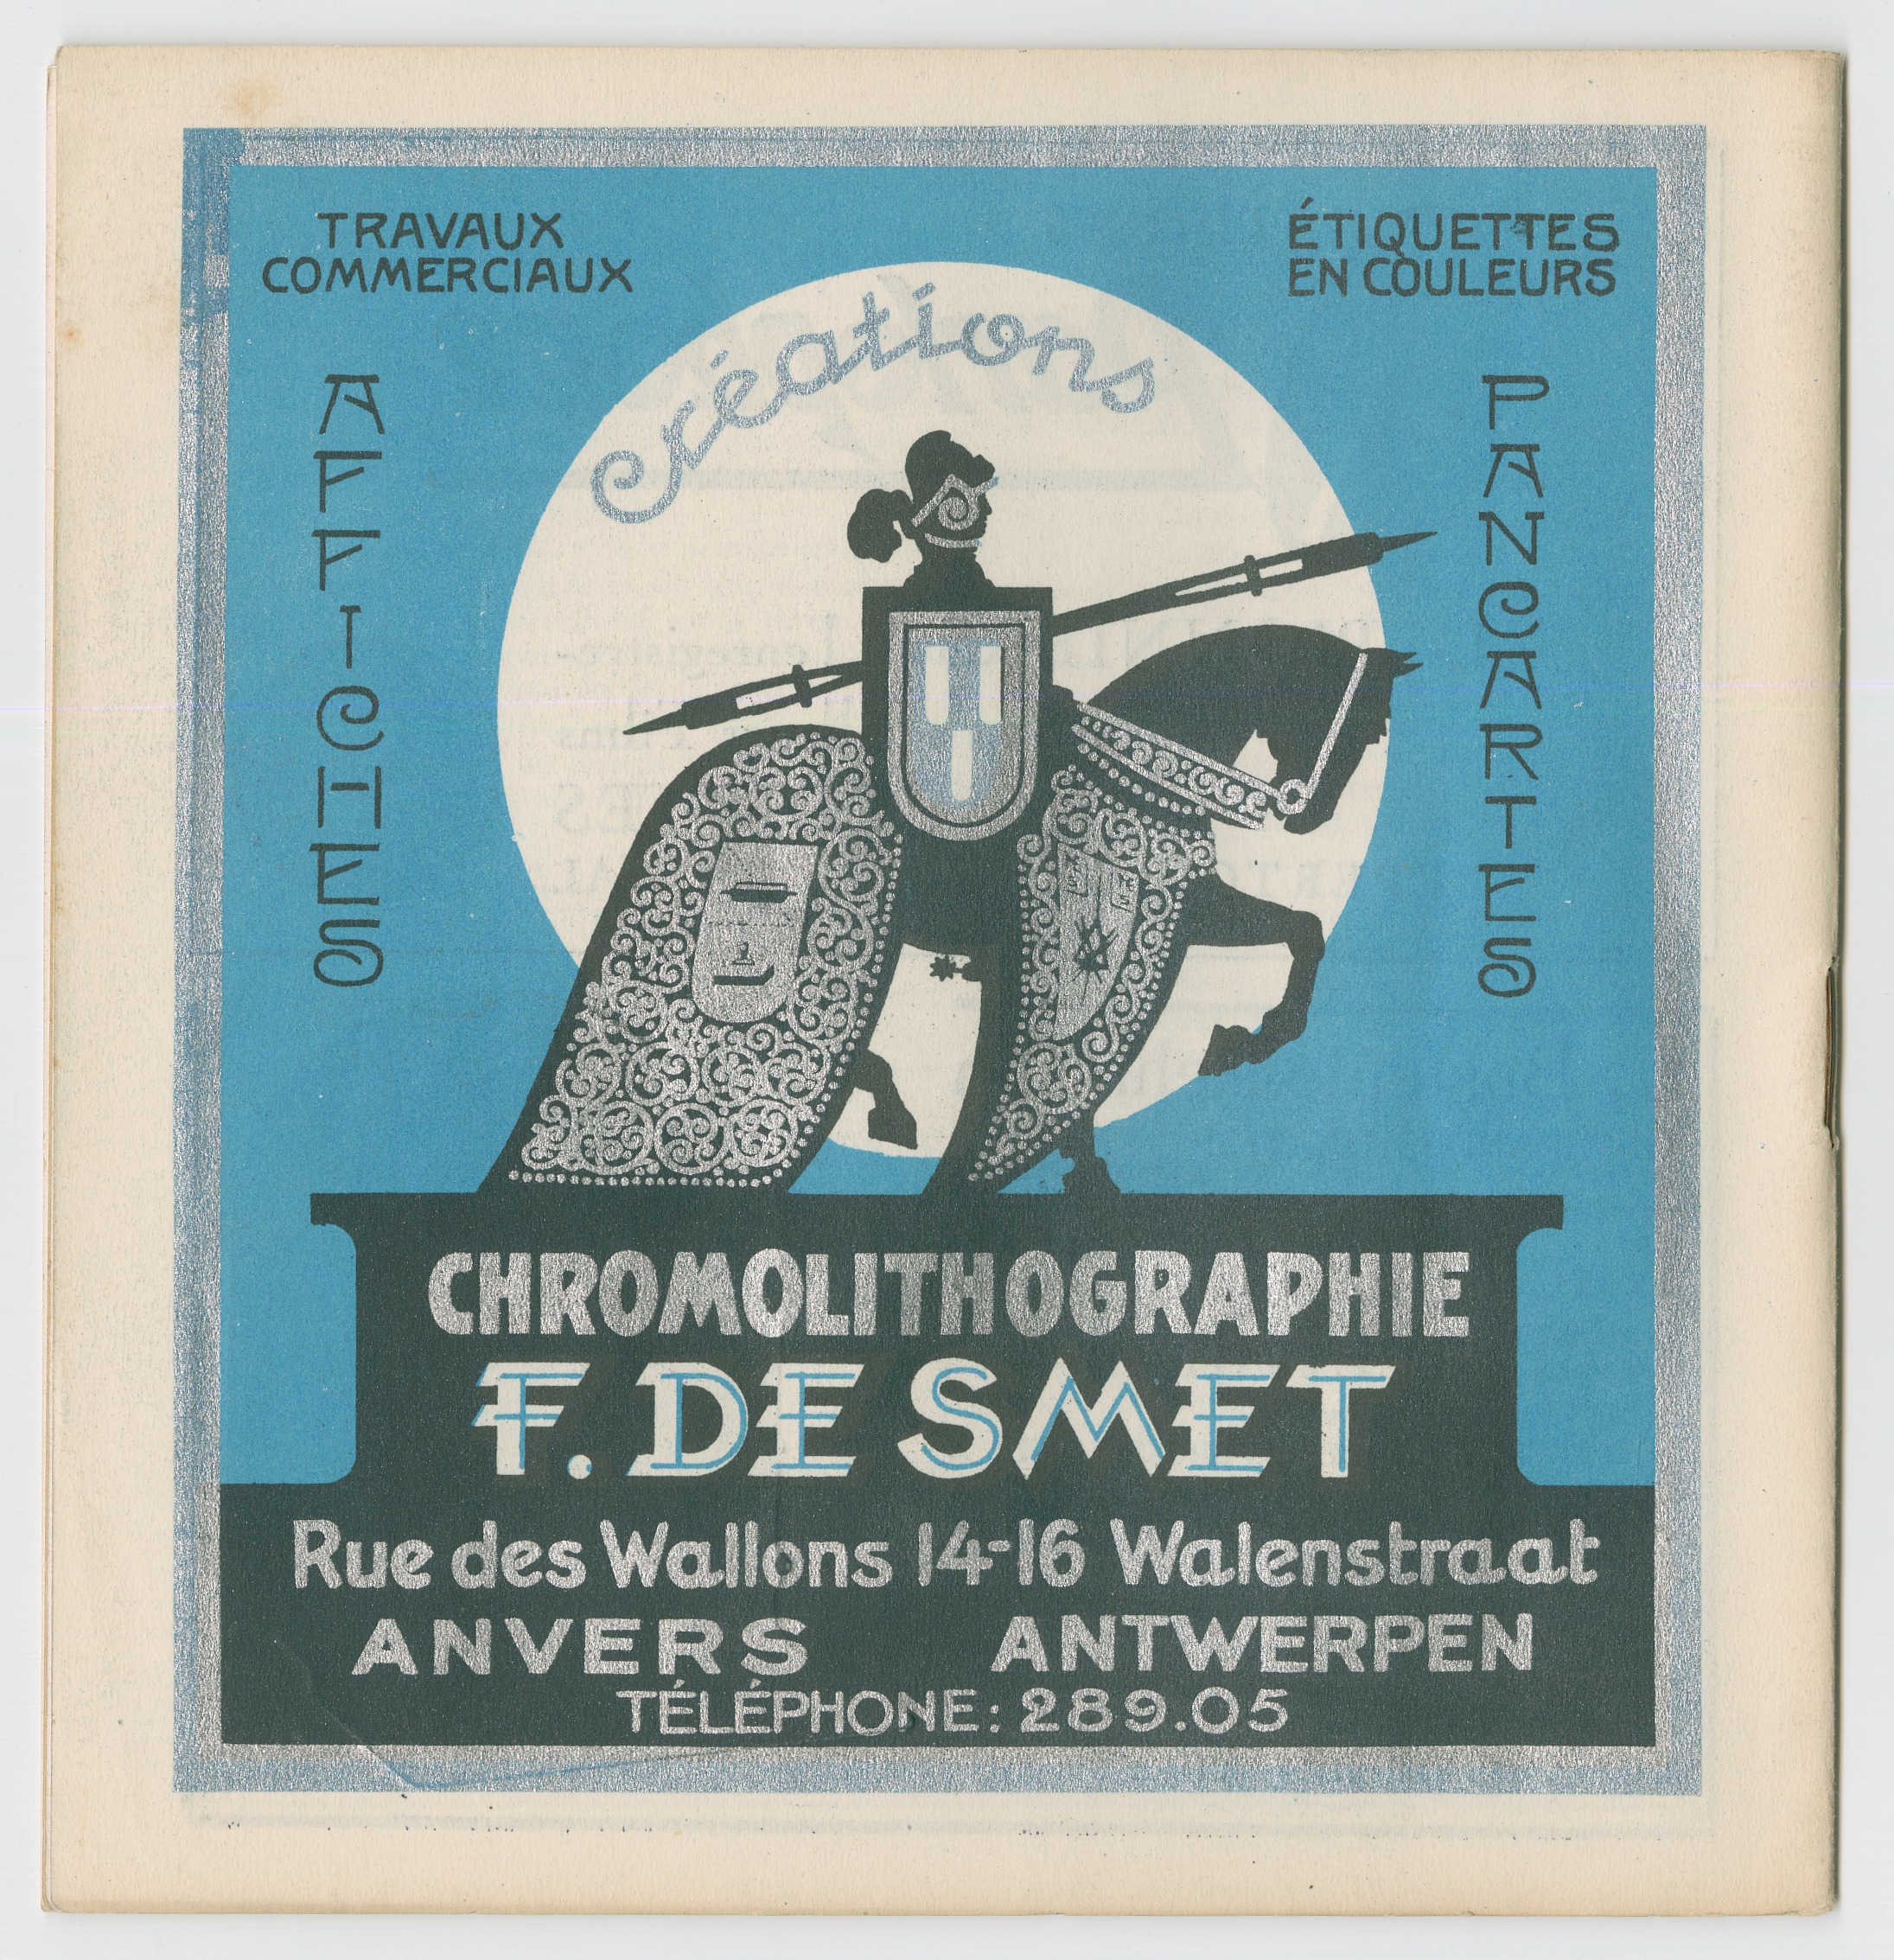 TRAVAUX
COMMERCIAUX
ÉTIQUETTES
EN COULEURS
Créations
AFFICHES
PANCARTES
CHROMOLITHOGRAPHIE
F. DE SMET
Rue des Wallons 14-16 Walenstraat
ANVERS ANTWERPEN
TÉLÉPHONE: 289.05